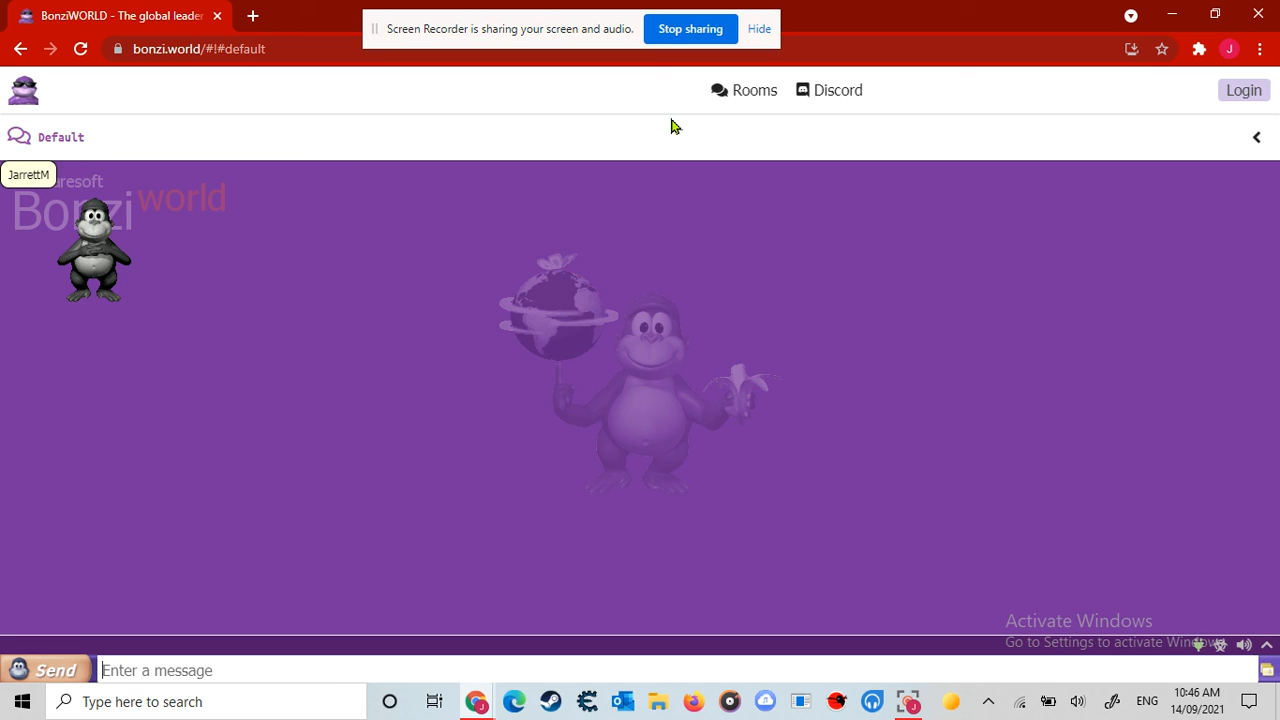 BonziWORLD - The global leader
Screen Recorder is sharing your screen and audio.
Stop sharing
Hide
bonzi.world/#!#default
J
Rooms
Discord
Login
Default
JarrettM
Bonzi world
Activate Windows
Go to Settings to activate Windows.
Send
Enter a message
Type here to search
ENG
10:46 AM
14/09/2021